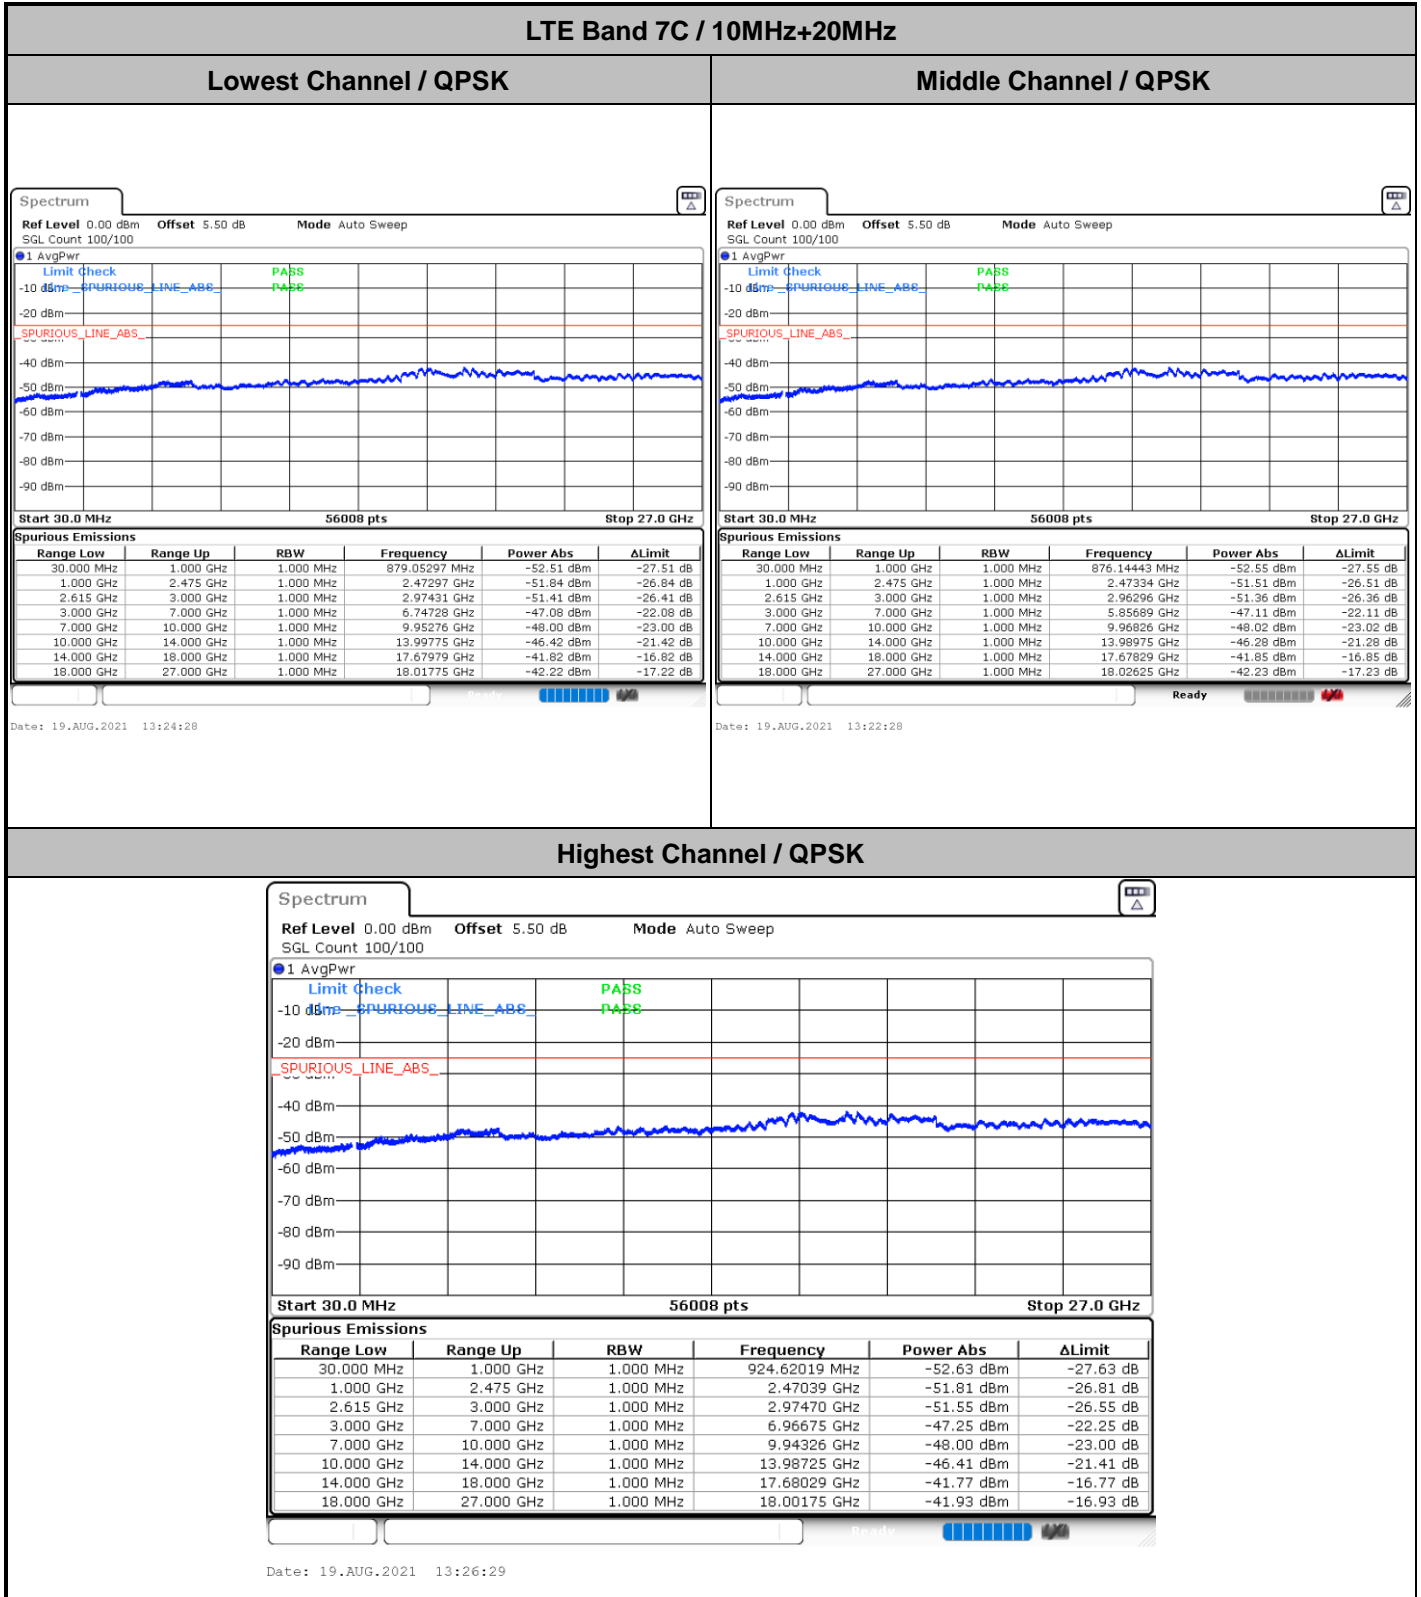 LTE Band 7C / 10MHz+20MHz
Lowest Channel / QPSK
Middle Channel / QPSK
Spectrum
Ref Level 0.00 dBm Offset 5.50 dB Mode Auto Sweep
SGL Count 100/100
1 AvgPwr
Limit Check PASS
Line _SPURIOUS_LINE_ABS_ PASS
-10 dBm
-20 dBm
_SPURIOUS_LINE_ABS_
-40 dBm
-50 dBm
-60 dBm
-70 dBm
-80 dBm
-90 dBm
Start 30.0 MHz 56008 pts Stop 27.0 GHz
Spurious Emissions
Range Low Range Up RBW Frequency Power Abs ΔLimit
30.000 MHz 1.000 GHz 1.000 MHz 879.05297 MHz -52.51 dBm -27.51 dB
1.000 GHz 2.475 GHz 1.000 MHz 2.47297 GHz -51.84 dBm -26.84 dB
2.615 GHz 3.000 GHz 1.000 MHz 2.97431 GHz -51.41 dBm -26.41 dB
3.000 GHz 7.000 GHz 1.000 MHz 6.74728 GHz -47.08 dBm -22.08 dB
7.000 GHz 10.000 GHz 1.000 MHz 9.95276 GHz -48.00 dBm -23.00 dB
10.000 GHz 14.000 GHz 1.000 MHz 13.99775 GHz -46.42 dBm -21.42 dB
14.000 GHz 18.000 GHz 1.000 MHz 17.67979 GHz -41.82 dBm -16.82 dB
18.000 GHz 27.000 GHz 1.000 MHz 18.01775 GHz -42.22 dBm -17.22 dB
Ready
Date: 19.AUG.2021 13:24:28
Spectrum
Ref Level 0.00 dBm Offset 5.50 dB Mode Auto Sweep
SGL Count 100/100
1 AvgPwr
Limit Check PASS
Line _SPURIOUS_LINE_ABS_ PASS
-10 dBm
-20 dBm
_SPURIOUS_LINE_ABS_
-40 dBm
-50 dBm
-60 dBm
-70 dBm
-80 dBm
-90 dBm
Start 30.0 MHz 56008 pts Stop 27.0 GHz
Spurious Emissions
Range Low Range Up RBW Frequency Power Abs ΔLimit
30.000 MHz 1.000 GHz 1.000 MHz 876.14443 MHz -52.55 dBm -27.55 dB
1.000 GHz 2.475 GHz 1.000 MHz 2.47334 GHz -51.51 dBm -26.51 dB
2.615 GHz 3.000 GHz 1.000 MHz 2.96296 GHz -51.36 dBm -26.36 dB
3.000 GHz 7.000 GHz 1.000 MHz 5.85689 GHz -47.11 dBm -22.11 dB
7.000 GHz 10.000 GHz 1.000 MHz 9.96826 GHz -48.02 dBm -23.02 dB
10.000 GHz 14.000 GHz 1.000 MHz 13.98975 GHz -46.28 dBm -21.28 dB
14.000 GHz 18.000 GHz 1.000 MHz 17.67829 GHz -41.85 dBm -16.85 dB
18.000 GHz 27.000 GHz 1.000 MHz 18.02625 GHz -42.23 dBm -17.23 dB
Ready
Date: 19.AUG.2021 13:22:28
Highest Channel / QPSK
Spectrum
Ref Level 0.00 dBm Offset 5.50 dB Mode Auto Sweep
SGL Count 100/100
1 AvgPwr
Limit Check PASS
Line _SPURIOUS_LINE_ABS_ PASS
-10 dBm
-20 dBm
_SPURIOUS_LINE_ABS_
-40 dBm
-50 dBm
-60 dBm
-70 dBm
-80 dBm
-90 dBm
Start 30.0 MHz 56008 pts Stop 27.0 GHz
Spurious Emissions
Range Low Range Up RBW Frequency Power Abs ΔLimit
30.000 MHz 1.000 GHz 1.000 MHz 924.62019 MHz -52.63 dBm -27.63 dB
1.000 GHz 2.475 GHz 1.000 MHz 2.47039 GHz -51.81 dBm -26.81 dB
2.615 GHz 3.000 GHz 1.000 MHz 2.97470 GHz -51.55 dBm -26.55 dB
3.000 GHz 7.000 GHz 1.000 MHz 6.96675 GHz -47.25 dBm -22.25 dB
7.000 GHz 10.000 GHz 1.000 MHz 9.94326 GHz -48.00 dBm -23.00 dB
10.000 GHz 14.000 GHz 1.000 MHz 13.98725 GHz -46.41 dBm -21.41 dB
14.000 GHz 18.000 GHz 1.000 MHz 17.68029 GHz -41.77 dBm -16.77 dB
18.000 GHz 27.000 GHz 1.000 MHz 18.00175 GHz -41.93 dBm -16.93 dB
Ready
Date: 19.AUG.2021 13:26:29